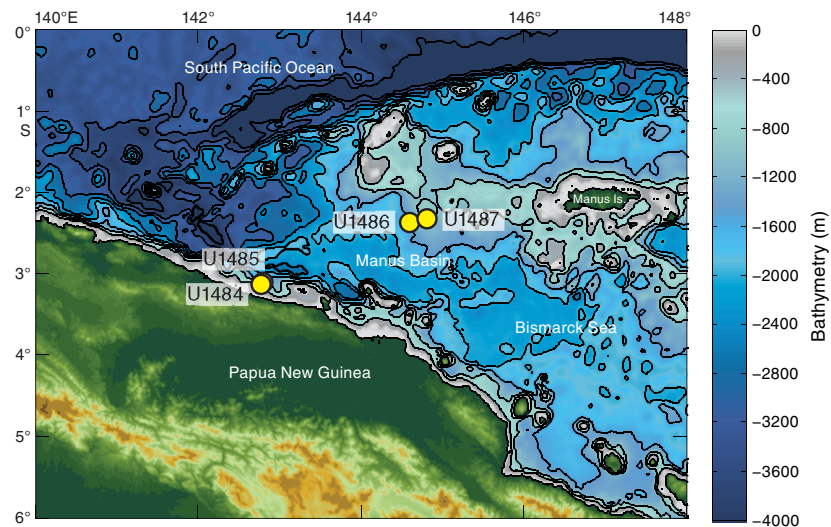 140°E 142° 144° 146° 148°
0°
1°
S
2°
3°
4°
5°
6°
South Pacific Ocean
Manus Is.
U1486 U1487
U1485
Manus Basin
U1484
Bismarck Sea
Papua New Guinea
0
−400
−800
−1200
−1600
−2000
−2400
−2800
−3200
−3600
−4000
Bathymetry (m)